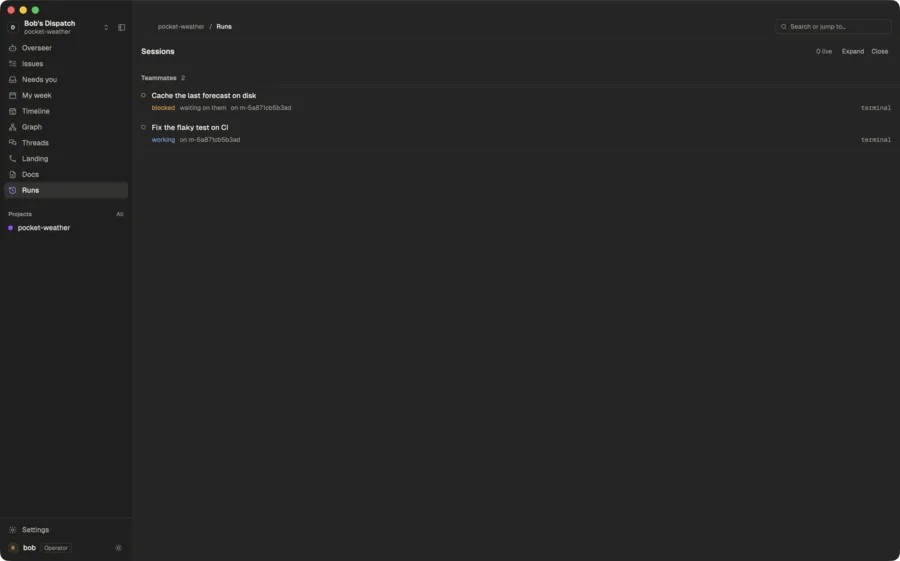 Bob's Dispatch
pocket-weather
Overseer
Issues
Needs you
My week
Timeline
Graph
Threads
Landing
Docs
Runs
Projects All
pocket-weather
Settings
bob Operator
pocket-weather / Runs
Search or jump to…
Sessions
0 live Expand Close
Teammates 2
Cache the last forecast on disk
blocked waiting on them on m-5a871cb5b3ad
terminal
Fix the flaky test on CI
working on m-5a871cb5b3ad
terminal